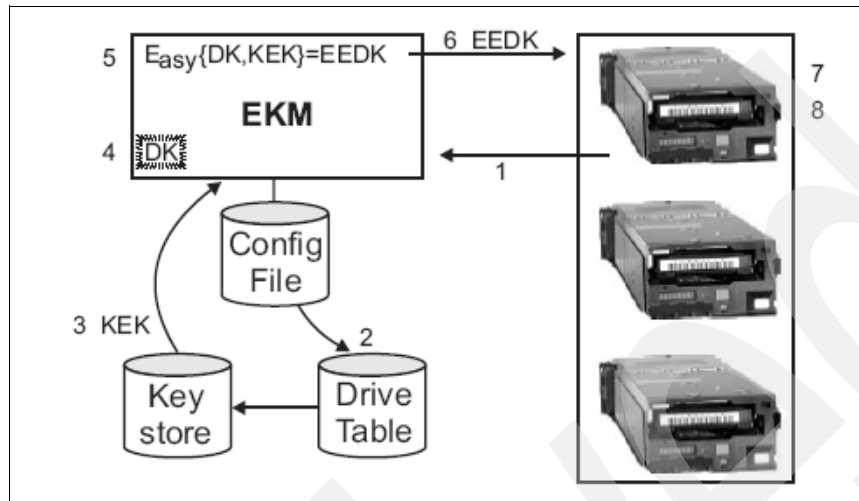 5 Easy{DK,KEK}=EEDK
6 EEDK
7
8
EKM
4 DK
1
Config
File
3 KEK
2
Key
store
Drive
Table